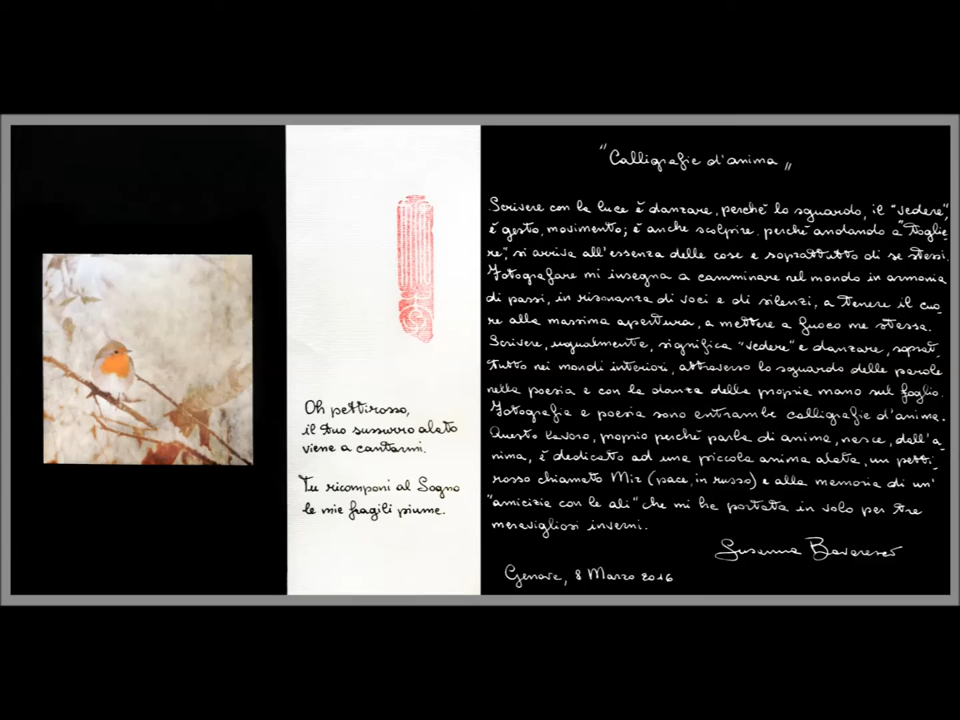 Oh pettirosso,
il tuo sussurro alato
viene a cantarmi.
Tu ricomponi al Sogno
le mie fragili piume.
"Calligrafie d'anima"
Scrivere con la luce è danzare, perchè lo sguardo, il "vedere",
è gesto, movimento; è anche scolpire, perchè andando a "toglie-
re", si arriva all'essenza delle cose e soprattutto di se stessi.
Fotografare mi insegna a camminare nel mondo in armonia
di passi, in risonanza di voci e di silenzi, a tenere il cuo-
re alla massima apertura, a mettere a fuoco me stessa.
Scrivere, ugualmente, significa "vedere" e danzare, soprat-
tutto nei mondi interiori, attraverso lo sguardo delle parole
nella poesia e con la danza della propria mano sul foglio.
Fotografia e poesia sono entrambe calligrafie d'anima.
Questo lavoro, proprio perchè parla di anima, nasce, dall'a-
nima, è dedicato ad una piccola anima alata, un petti-
rosso chiamato Mir (pace, in russo) e alla memoria di un'
"amicizia con le ali" che mi ha portata in volo per tre
meravigliosi inverni.
Susanna Bavaresco
Genova, 8 Marzo 2016